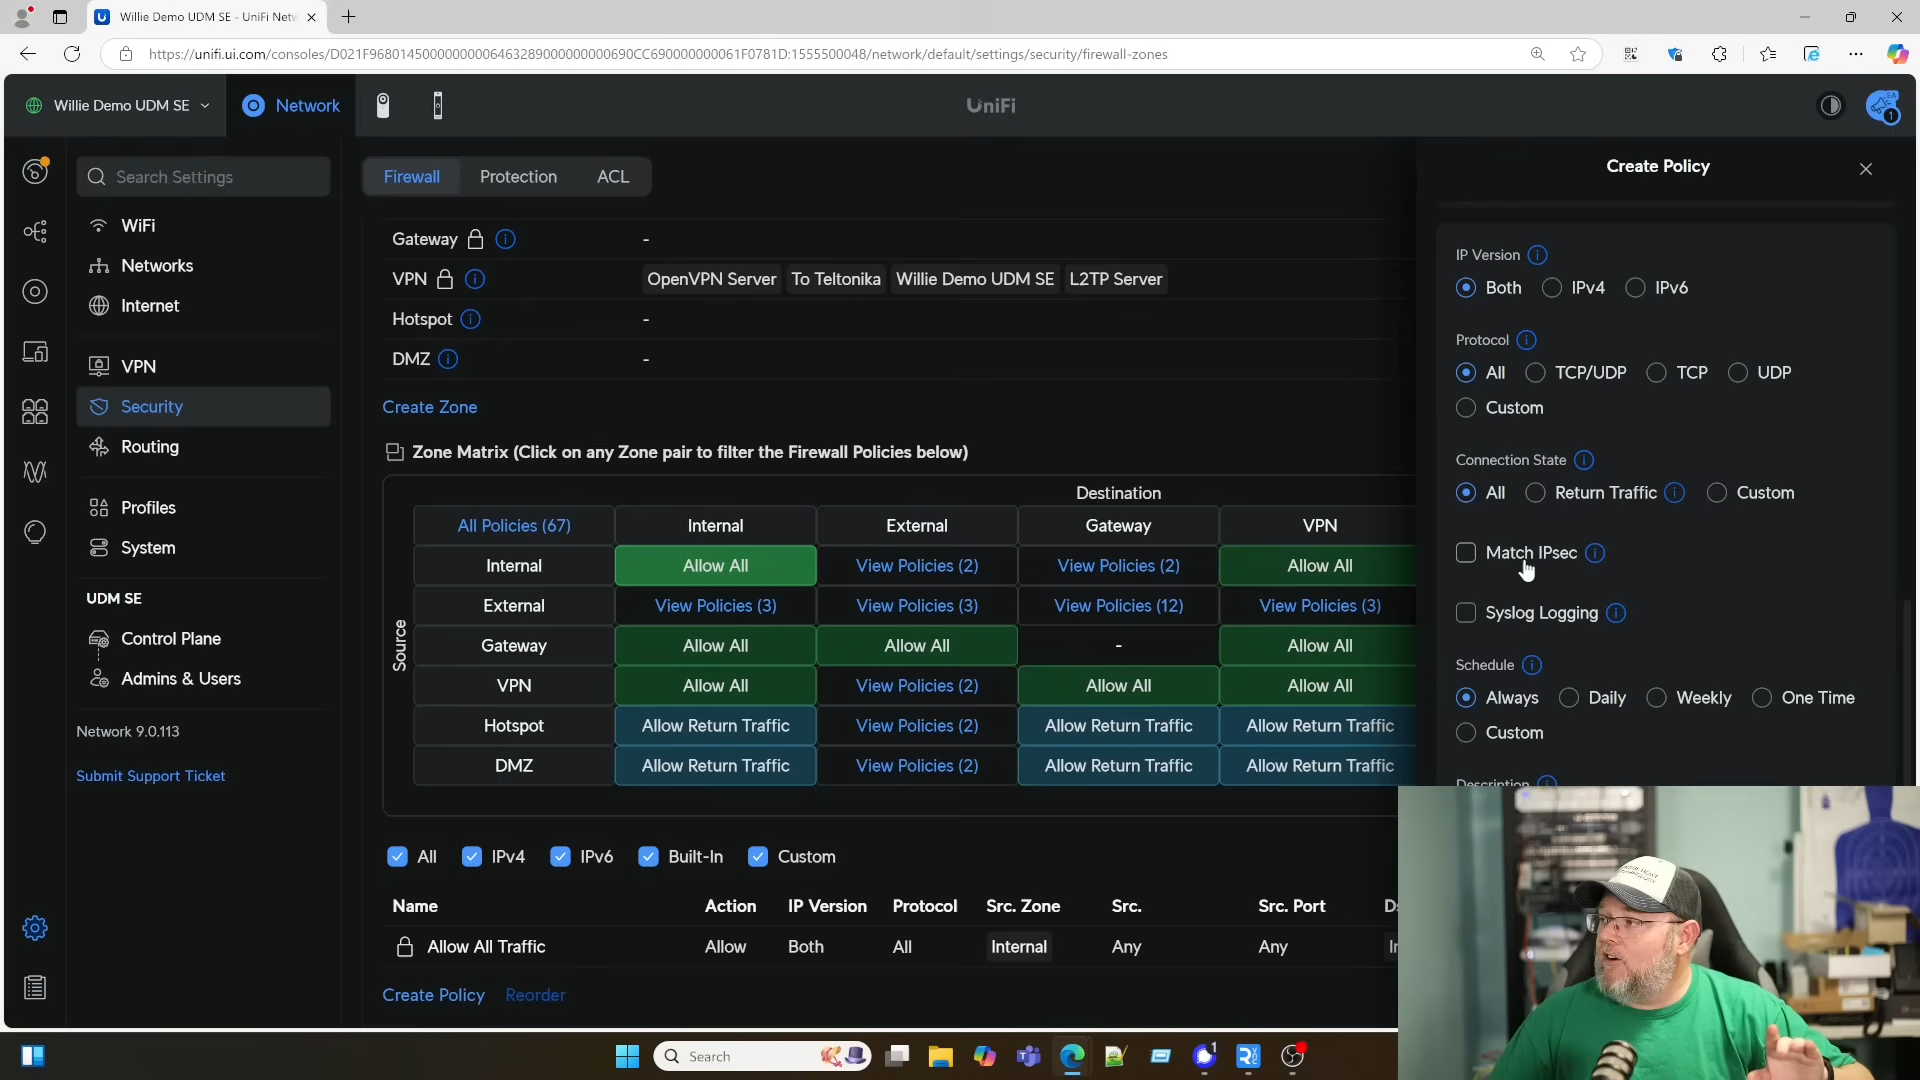 Willie Demo UDM SE - UniFi Netw
https://unifi.ui.com/consoles/D021F9680145000000000646328900000000690CC690000000061F0781D:1555500048/network/default/settings/security/firewall-zones
Willie Demo UDM SE
Network
UniFi
1
Search Settings
WiFi
Networks
Internet
VPN
Security
Routing
Profiles
System
UDM SE
Control Plane
Admins & Users
Network 9.0.113
Submit Support Ticket
Firewall Protection ACL
Gateway -
VPN OpenVPN Server To Teltonika Willie Demo UDM SE L2TP Server
Hotspot -
DMZ -
Create Zone
Zone Matrix (Click on any Zone pair to filter the Firewall Policies below)
Destination
Source
All Policies (67) Internal External Gateway VPN
Internal Allow All View Policies (2) View Policies (2) Allow All
External View Policies (3) View Policies (3) View Policies (12) View Policies (3)
Gateway Allow All Allow All - Allow All
VPN Allow All View Policies (2) Allow All Allow All
Hotspot Allow Return Traffic View Policies (2) Allow Return Traffic Allow Return Traffic
DMZ Allow Return Traffic View Policies (2) Allow Return Traffic Allow Return Traffic
All IPv4 IPv6 Built-In Custom
Name Action IP Version Protocol Src. Zone Src. Src. Port
Allow All Traffic Allow Both All Internal Any Any
Create Policy Reorder
Create Policy
IP Version
Both IPv4 IPv6
Protocol
All TCP/UDP TCP UDP
Custom
Connection State
All Return Traffic Custom
Match IPsec
Syslog Logging
Schedule
Always Daily Weekly One Time
Custom
Description
Search
1